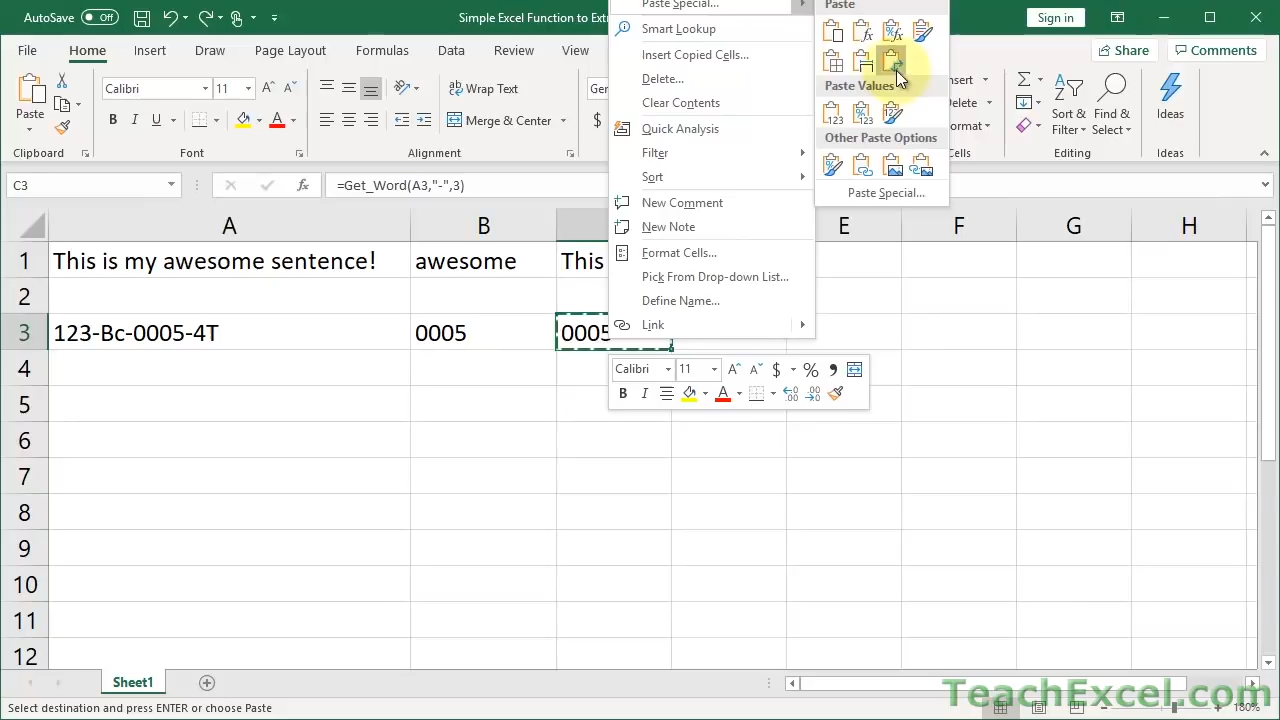 AutoSave Off
Simple Excel Function to Ext
Sign in
File Home Insert Draw Page Layout Formulas Data Review View
Share Comments
Paste
Calibri 11
Wrap Text
Merge & Center
$
B I U
Clipboard
Font
Alignment
Sort & Filter
Find & Select
Ideas
Cells
Editing
Ideas
C3
fx
=Get_Word(A3,"-",3)
Paste Special...
Smart Lookup
Insert Copied Cells...
Delete...
Clear Contents
Quick Analysis
Filter
Sort
New Comment
New Note
Format Cells...
Pick From Drop-down List...
Define Name...
Link
Paste
Paste Values
Other Paste Options
Paste Special...
A B E F G H
1 This is my awesome sentence! awesome This
2
3 123-Bc-0005-4T 0005 0005
4
5
6
7
8
9
10
11
12
Calibri 11 A A $ %
B I A
Sheet1
Select destination and press ENTER or choose Paste
180%
TeachExcel.com